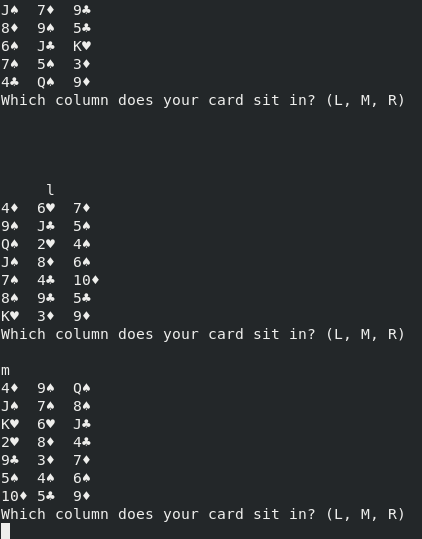 J♠ 7♦ 9♣
8♦ 9♠ 5♣
6♠ J♣ K♥
7♠ 5♠ 3♦
4♣ Q♠ 9♦
Which column does your card sit in? (L, M, R)
l
4♦ 6♥ 7♦
9♠ J♣ 5♠
Q♠ 2♥ 4♠
J♠ 8♦ 6♠
7♠ 4♣ 10♦
8♠ 9♣ 5♣
K♥ 3♦ 9♦
Which column does your card sit in? (L, M, R)
m
4♦ 9♠ Q♠
J♠ 7♠ 8♠
K♥ 6♥ J♣
2♥ 8♦ 4♣
9♣ 3♦ 7♦
5♠ 4♠ 6♠
10♦ 5♣ 9♦
Which column does your card sit in? (L, M, R)